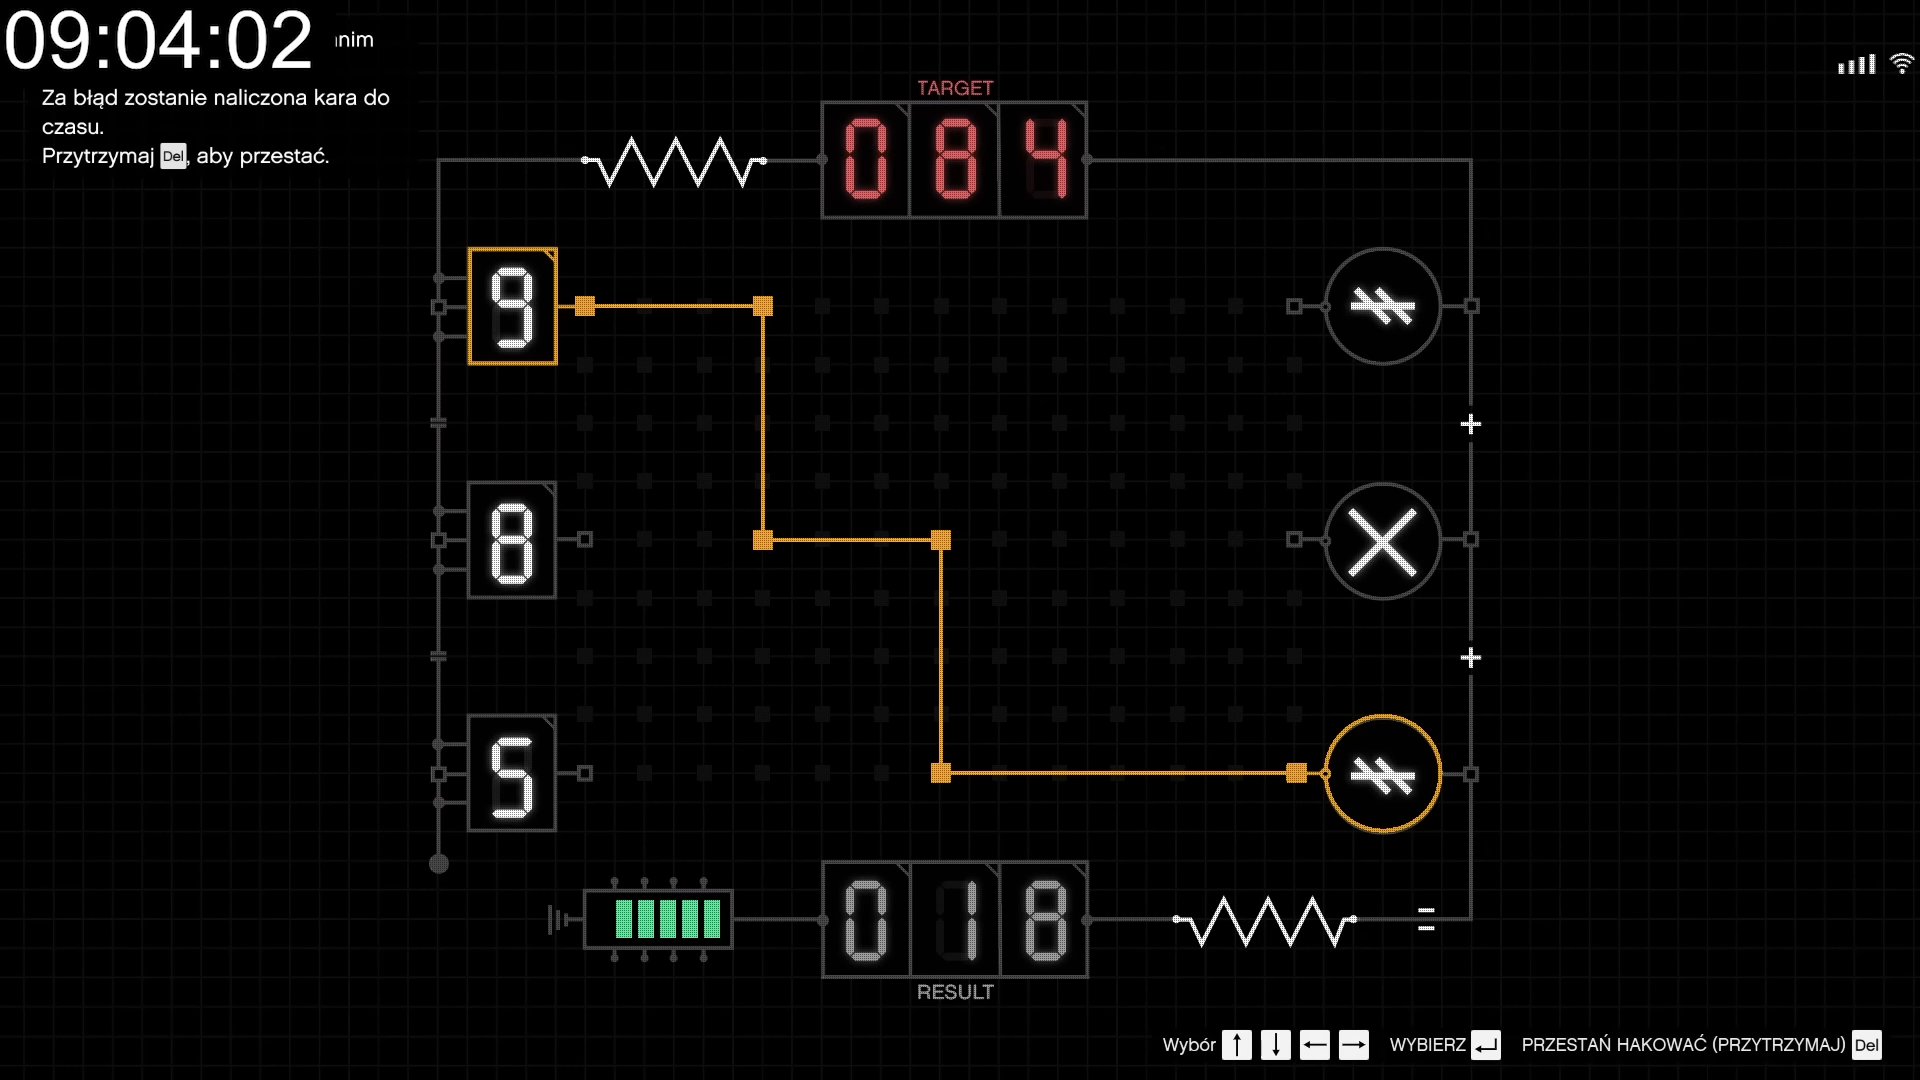 09:04:02 nim
Za błąd zostanie naliczona kara do
czasu.
Przytrzymaj Del, aby przestać.
TARGET
084
9
8
5
018
RESULT
Wybór ↑ ↓ ← → WYBIERZ ↵ PRZESTAŃ HAKOWAĆ (PRZYTRZYMAJ) Del